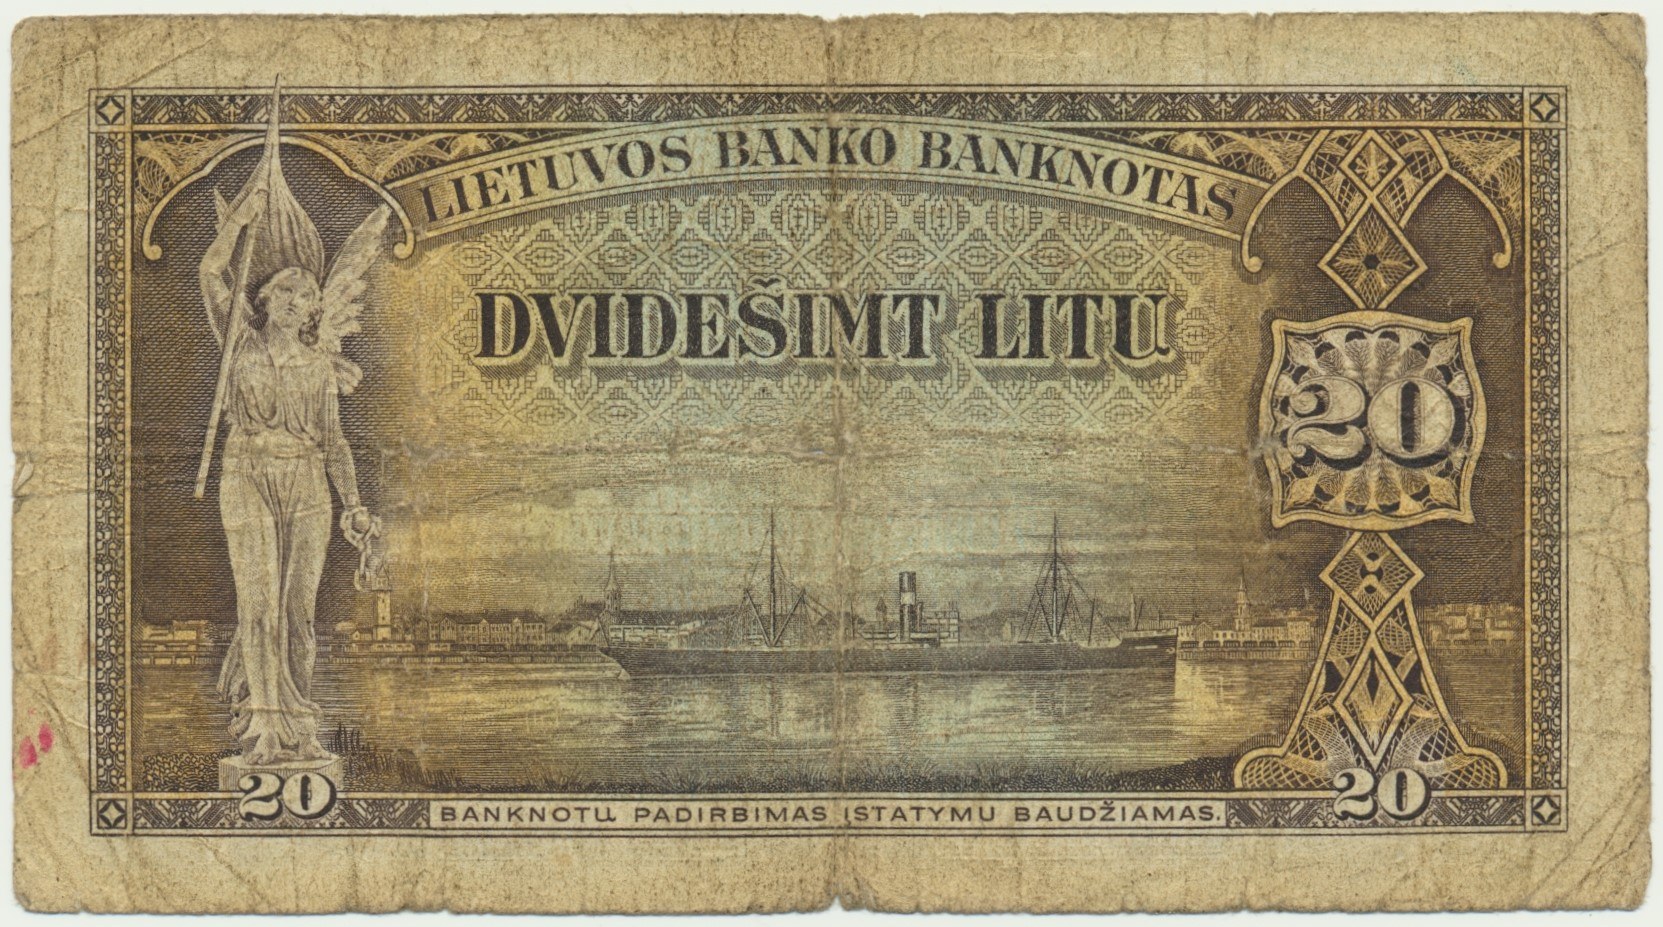 LIETUVOS BANKO BANKNOTAS
DVIDEŠIMT LITŲ
20
20
20
BANKNOTŲ PADIRBIMAS ĮSTATYMU BAUDŽIAMAS.